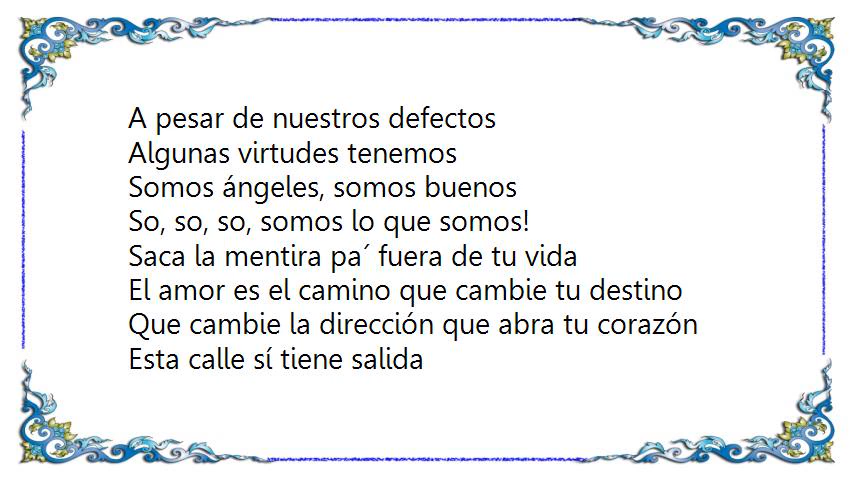 A pesar de nuestros defectos
Algunas virtudes tenemos
Somos ángeles, somos buenos
So, so, so, somos lo que somos!
Saca la mentira pa´ fuera de tu vida
El amor es el camino que cambie tu destino
Que cambie la dirección que abra tu corazón
Esta calle sí tiene salida